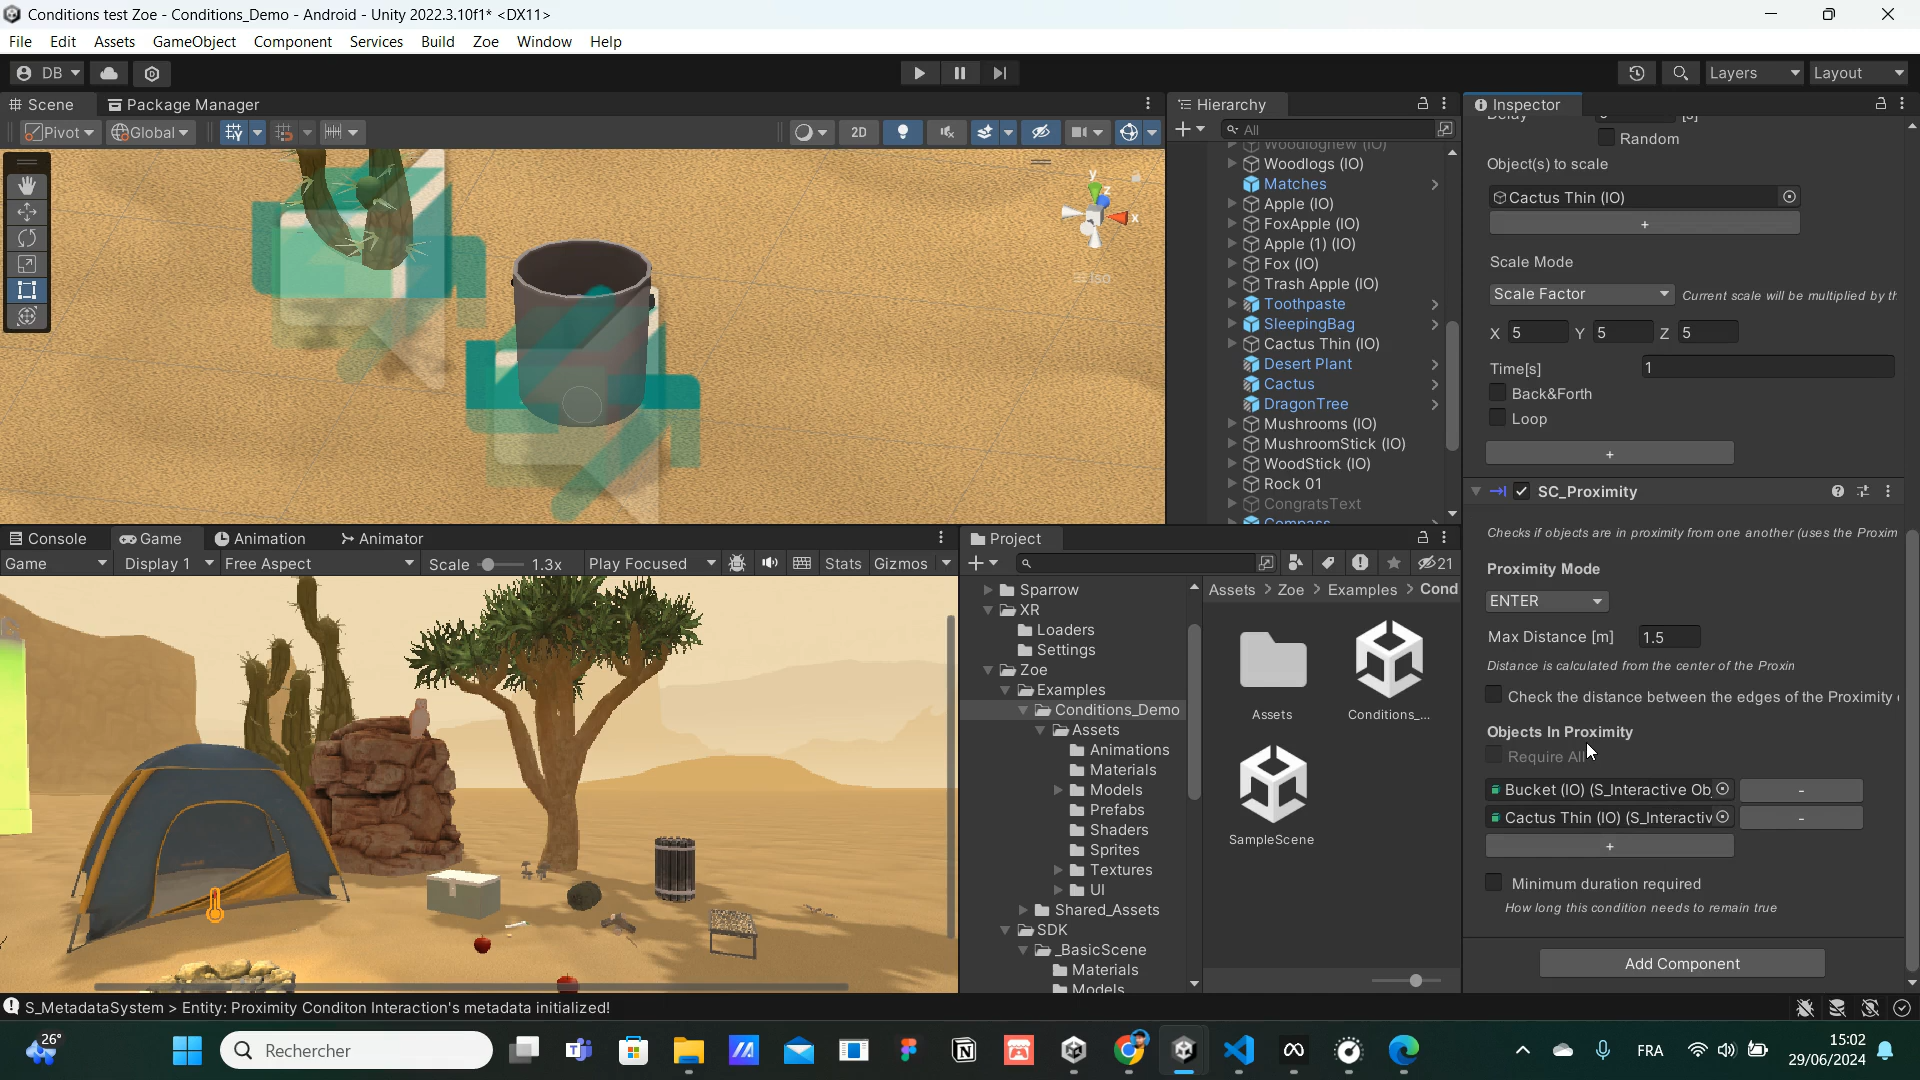 Conditions test Zoe - Conditions_Demo - Android - Unity 2022.3.10f1* <DX11>
File Edit Assets GameObject Component Services Build Zoe Window Help
DB
Layers
Layout
Scene
Package Manager
Pivot
Global
2D
y
z
x
Iso
Hierarchy
All
Woodlognew (IO)
Woodlogs (IO)
Matches
Apple (IO)
FoxApple (IO)
Apple (1) (IO)
Fox (IO)
Trash Apple (IO)
Toothpaste
SleepingBag
Cactus Thin (IO)
Desert Plant
Cactus
DragonTree
Mushrooms (IO)
MushroomStick (IO)
WoodStick (IO)
Rock 01
CongratsText
Compass
Inspector
Delay
[s]
Random
Object(s) to scale
Cactus Thin (IO)
+
Scale Mode
Scale Factor
Current scale will be multiplied by th
X 5 Y 5 Z 5
Time[s] 1
Back&Forth
Loop
+
SC_Proximity
Checks if objects are in proximity from one another (uses the Proxim
Proximity Mode
ENTER
Max Distance [m] 1.5
Distance is calculated from the center of the Proxin
Check the distance between the edges of the Proximity
Objects In Proximity
Require All
Bucket (IO) (S_Interactive Ob
-
Cactus Thin (IO) (S_Interactiv
-
+
Minimum duration required
How long this condition needs to remain true
Add Component
Console
Game
Animation
Animator
Game
Display 1
Free Aspect
Scale
1.3x
Play Focused
Stats
Gizmos
Project
21
Sparrow
XR
Loaders
Settings
Zoe
Examples
Conditions_Demo
Assets
Animations
Materials
Models
Prefabs
Shaders
Sprites
Textures
UI
Shared_Assets
SDK
_BasicScene
Materials
Models
Assets > Zoe > Examples > Cond
Assets
Conditions_...
SampleScene
S_MetadataSystem > Entity: Proximity Conditon Interaction's metadata initialized!
26°
Rechercher
FRA
15:02
29/06/2024